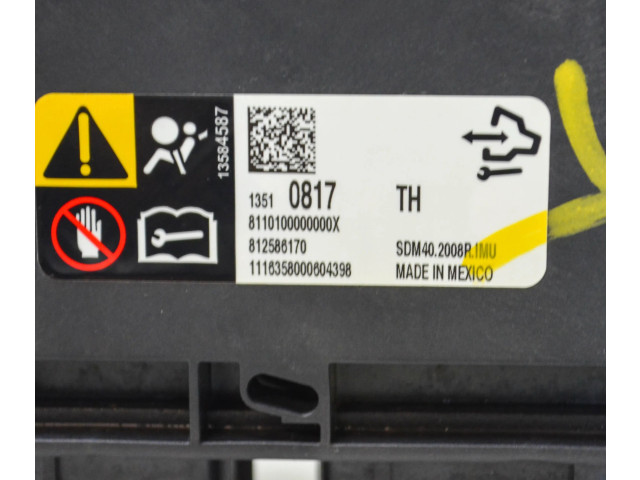 13584587
1351 0817 TH
8110100000000X
812586170 SDM40.2008R.IMU
1116358000604398 MADE IN MEXICO